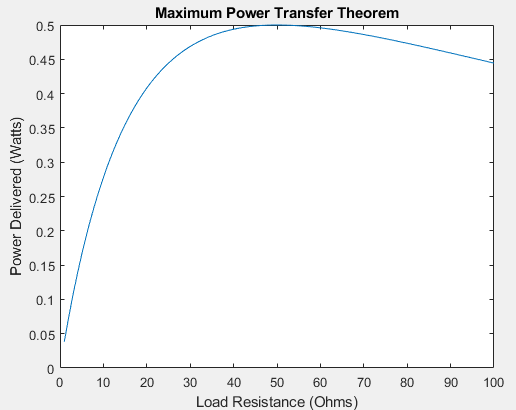 Maximum Power Transfer Theorem
0.5
0.45
0.4
0.35
0.3
0.25
0.2
0.15
0.1
0.05
0
Power Delivered (Watts)
0 10 20 30 40 50 60 70 80 90 100
Load Resistance (Ohms)